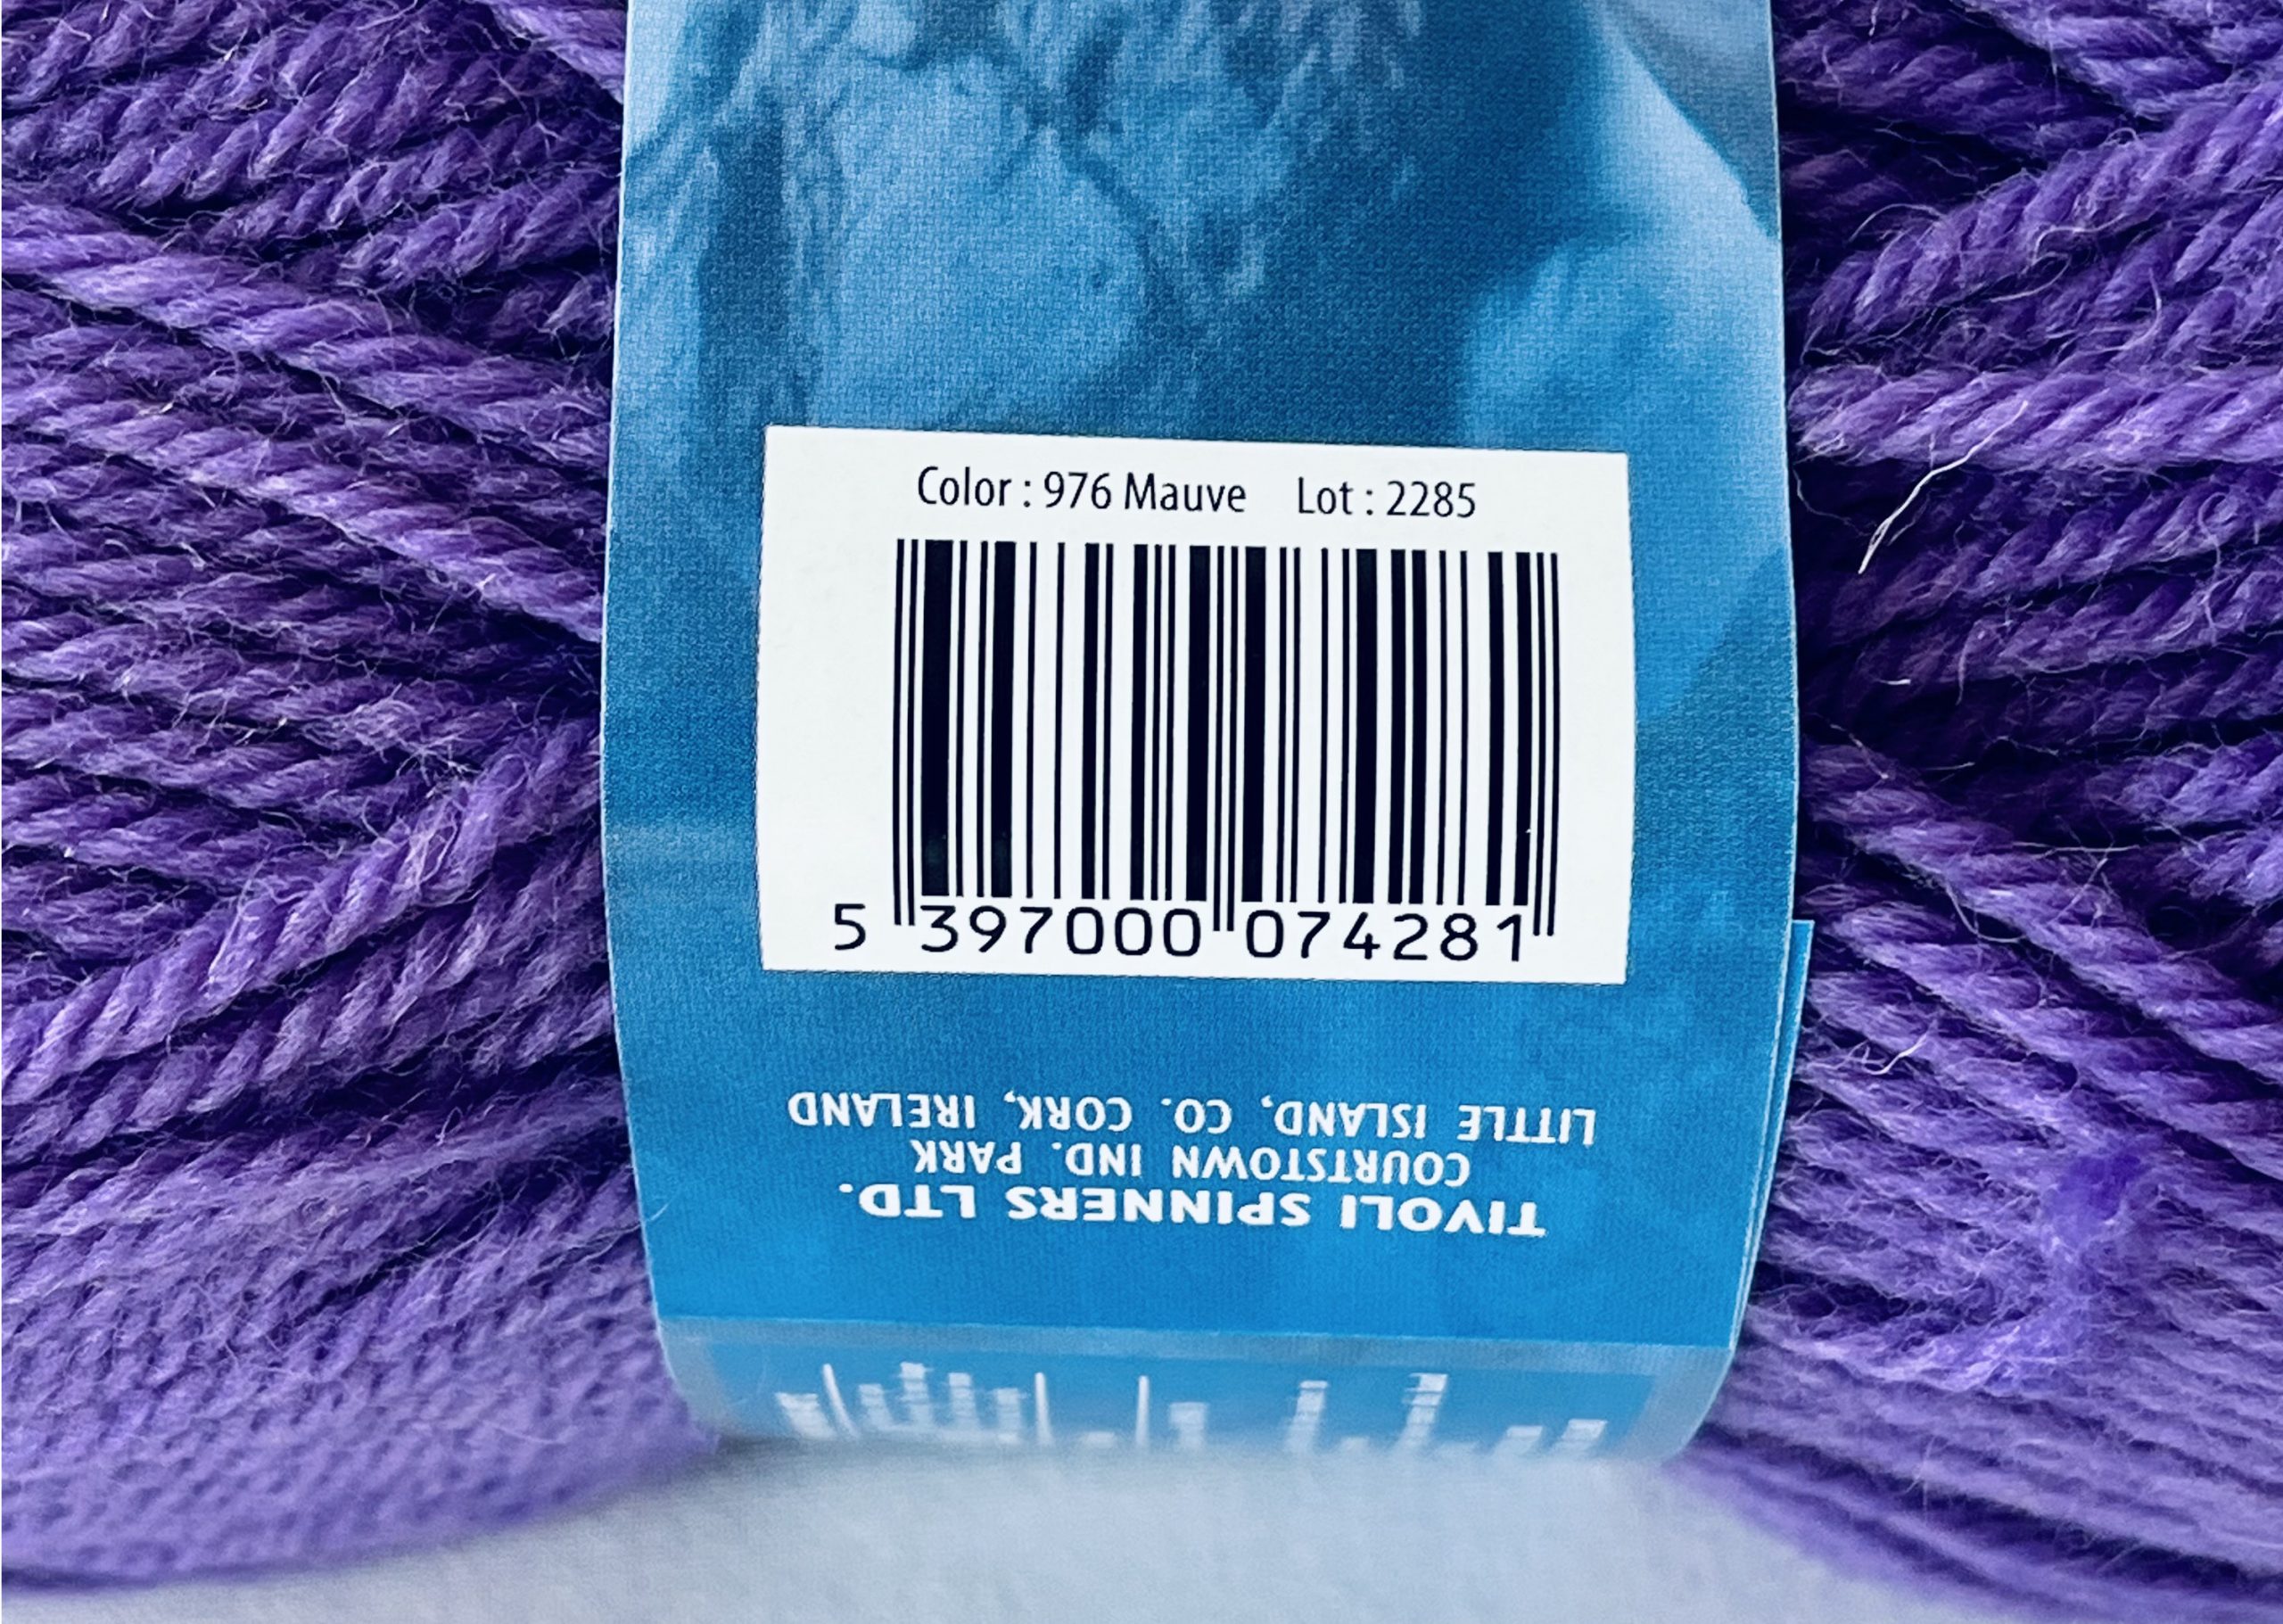 Color : 976 Mauve Lot : 2285
5 397000 074281
TIVOLI SPINNERS LTD.
COURTSTOWN IND. PARK
LITTLE ISLAND, CO. CORK, IRELAND